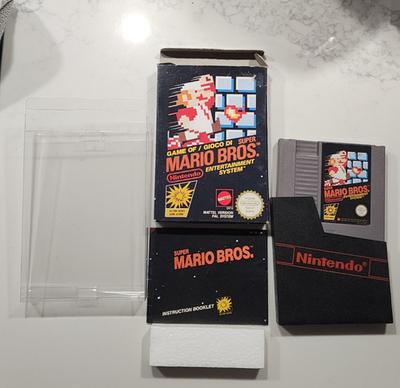 GAME OF / GIOCO DI SUPER
MARIO BROS.
Nintendo ENTERTAINMENT
SYSTEM
MATTEL
MATTEL VERSION
PAL SYSTEM
SUPER
MARIO BROS.
INSTRUCTION BOOKLET
SUPER
MARIO BROS.
Nintendo